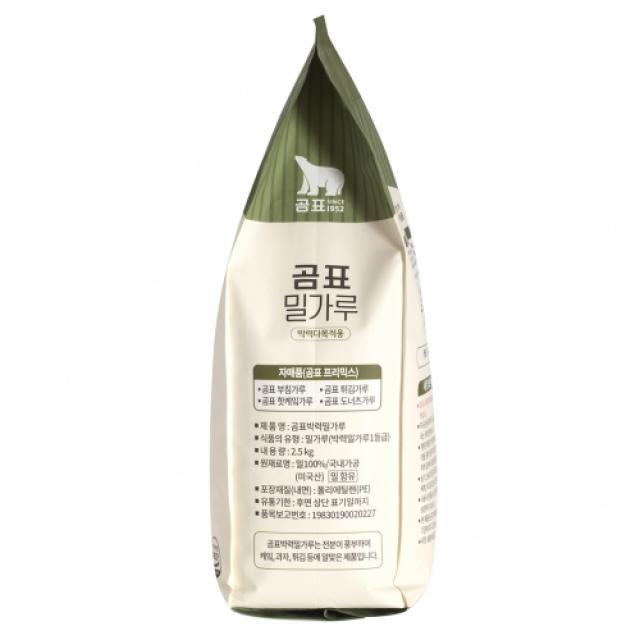 곰표 SINCE 1952
곰표
밀가루
박력다목적용
자매품(곰표 프리믹스)
• 곰표 부침가루 • 곰표 튀김가루
• 곰표 핫케잌가루 • 곰표 도너츠가루
■ 제 품 명 : 곰표박력밀가루
■ 식품의 유형 : 밀가루(박력밀가루1등급)
■ 내 용 량 : 2.5 kg
■ 원재료명 : 밀100%/국내가공
(미국산) 밀 함유
■ 포장재질(내면) : 폴리에틸렌(PE)
■ 유통기한 : 후면 상단 표기일까지
■ 품목보고번호 : 19830190020227
곰표박력밀가루는 전분이 풍부하여
케잌, 과자, 튀김 등에 알맞은 제품입니다.